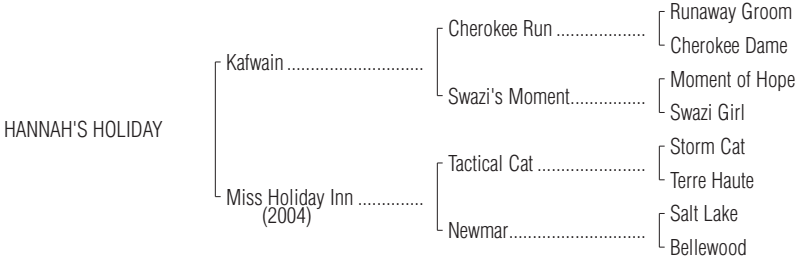 Runaway Groom
Cherokee Run ...................
Cherokee Dame
Kafwain .............................
Moment of Hope
Swazi's Moment................
Swazi Girl
HANNAH'S HOLIDAY
Storm Cat
Tactical Cat .......................
Terre Haute
Miss Holiday Inn ..............
(2004)
Salt Lake
Newmar.............................
Bellewood